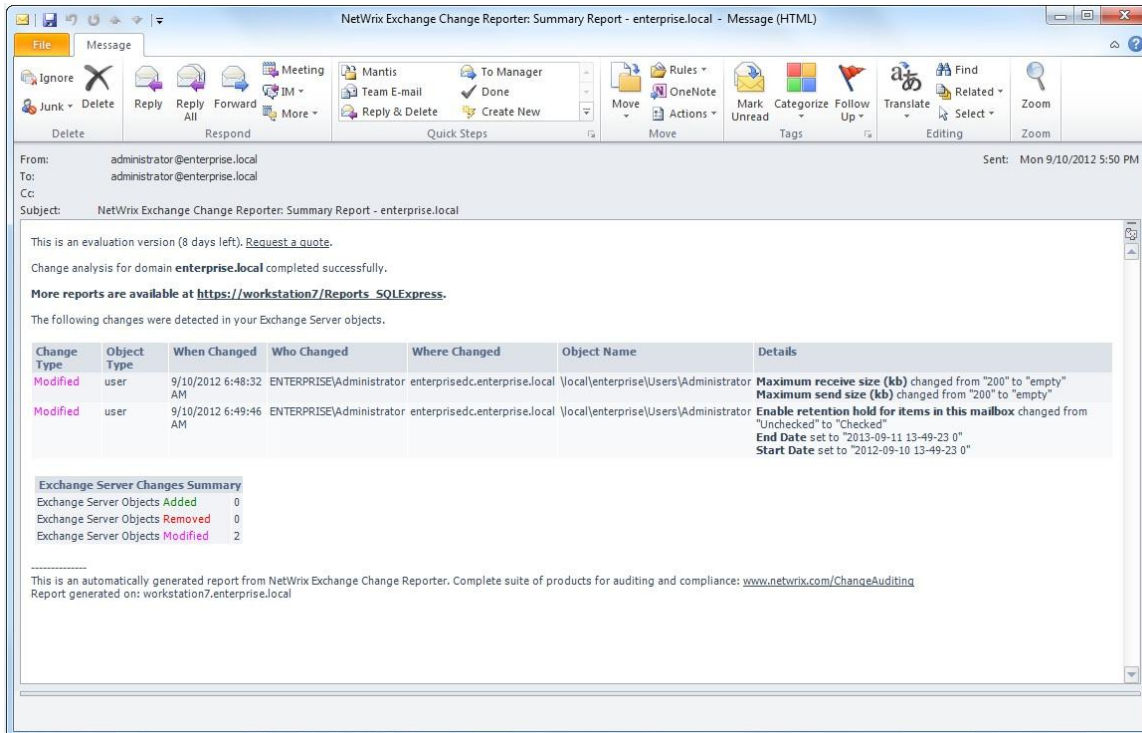 NetWrix Exchange Change Reporter: Summary Report - enterprise.local - Message (HTML)
File Message
Ignore
Junk
Delete
Delete
Reply
Reply All
Forward
Meeting
IM
More
Respond
Mantis
Team E-mail
Reply & Delete
To Manager
Done
Create New
Quick Steps
Move
Rules
OneNote
Actions
Move
Mark Unread
Categorize
Follow Up
Tags
Translate
Find
Related
Select
Editing
Zoom
Zoom
From: administrator@enterprise.local
Sent: Mon 9/10/2012 5:50 PM
To: administrator@enterprise.local
Cc:
Subject: NetWrix Exchange Change Reporter: Summary Report - enterprise.local
This is an evaluation version (8 days left). Request a quote.
Change analysis for domain enterprise.local completed successfully.
More reports are available at https://workstation7/Reports_SQLExpress.
The following changes were detected in your Exchange Server objects.
Change Type Object Type When Changed Who Changed Where Changed Object Name Details
Modified user 9/10/2012 6:48:32 AM ENTERPRISE\Administrator enterprisedc.enterprise.local \local\enterprise\Users\Administrator Maximum receive size (kb) changed from "200" to "empty"
Maximum send size (kb) changed from "200" to "empty"
Modified user 9/10/2012 6:49:46 AM ENTERPRISE\Administrator enterprisedc.enterprise.local \local\enterprise\Users\Administrator Enable retention hold for items in this mailbox changed from
"Unchecked" to "Checked"
End Date set to "2013-09-11 13-49-23 0"
Start Date set to "2012-09-10 13-49-23 0"
Exchange Server Changes Summary
Exchange Server Objects Added 0
Exchange Server Objects Removed 0
Exchange Server Objects Modified 2
--------------
This is an automatically generated report from NetWrix Exchange Change Reporter. Complete suite of products for auditing and compliance: www.netwrix.com/ChangeAuditing
Report generated on: workstation7.enterprise.local